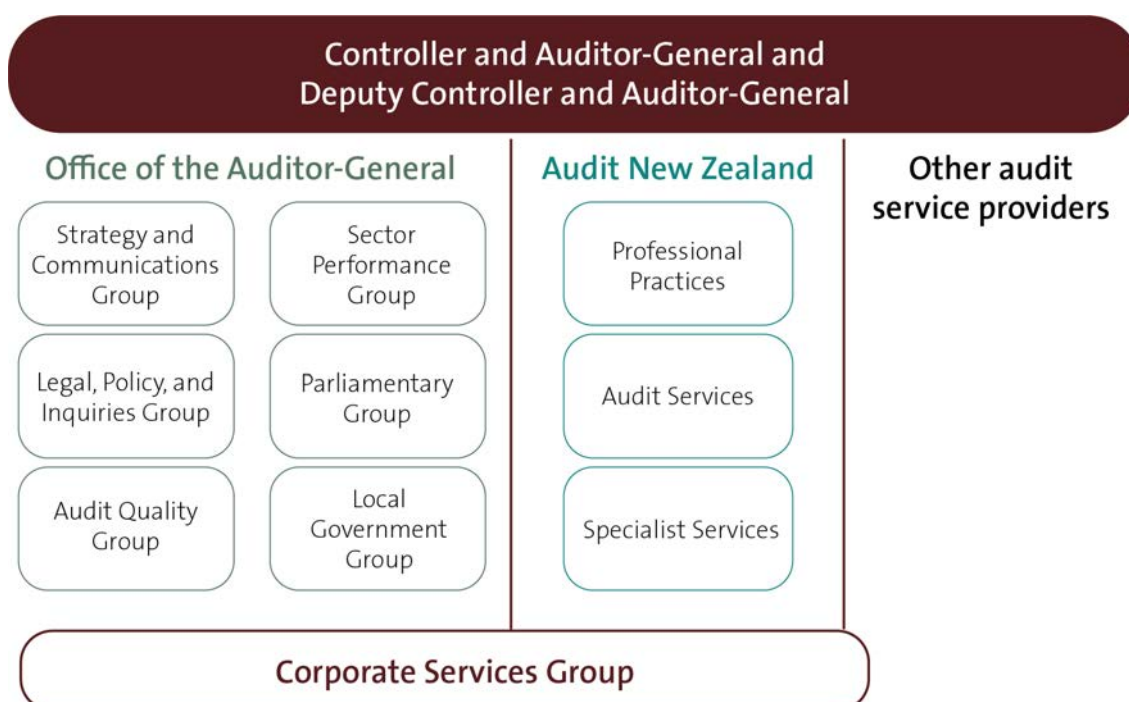 Controller and Auditor-General and
Deputy Controller and Auditor-General
Office of the Auditor-General
Strategy and
Communications
Group
Sector
Performance
Group
Legal, Policy, and
Inquiries Group
Parliamentary
Group
Audit Quality
Group
Local
Government
Group
Audit New Zealand
Professional
Practices
Audit Services
Specialist Services
Other audit
service providers
Corporate Services Group